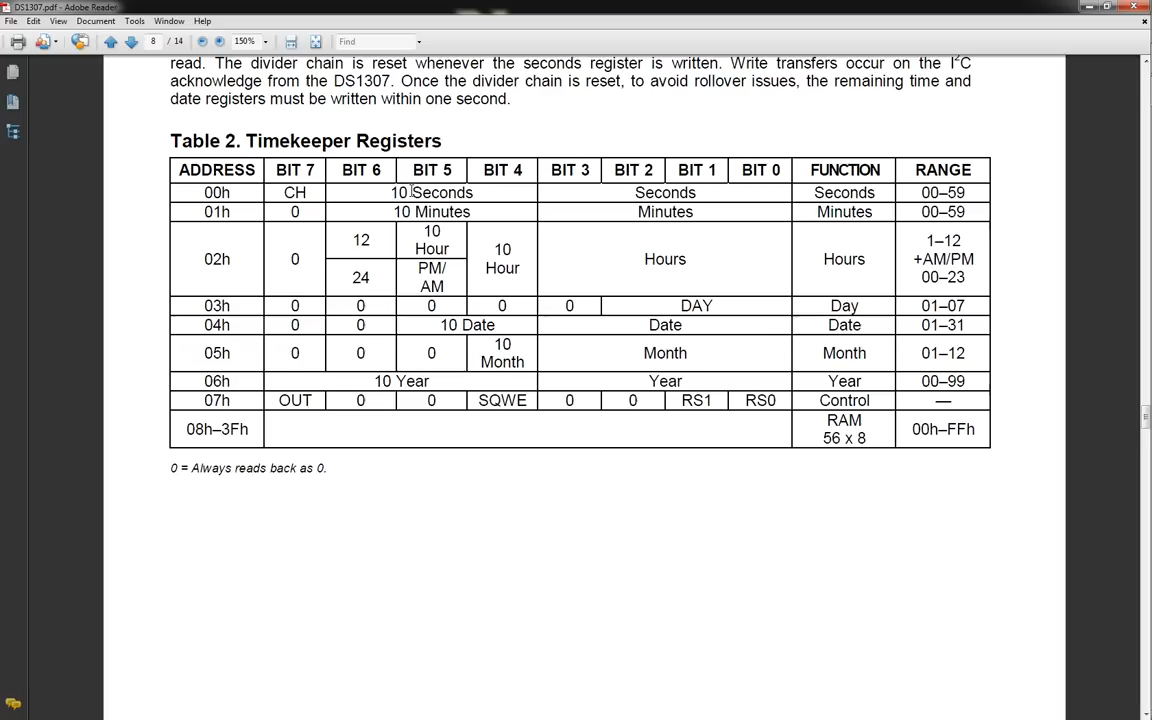 DS1307.pdf - Adobe Reader
File Edit View Document Tools Window Help
8 / 14 150% Find
read. The divider chain is reset whenever the seconds register is written. Write transfers occur on the I²C
acknowledge from the DS1307. Once the divider chain is reset, to avoid rollover issues, the remaining time and
date registers must be written within one second.
Table 2. Timekeeper Registers
ADDRESS BIT 7 BIT 6 BIT 5 BIT 4 BIT 3 BIT 2 BIT 1 BIT 0 FUNCTION RANGE
00h CH 10 Seconds Seconds Seconds 00–59
01h 0 10 Minutes Minutes Minutes 00–59
02h 0 12 10 Hour 10 Hour Hours Hours 1–12 +AM/PM 00–23
24 PM/ AM
03h 0 0 0 0 0 DAY Day 01–07
04h 0 0 10 Date Date Date 01–31
05h 0 0 0 10 Month Month Month 01–12
06h 10 Year Year Year 00–99
07h OUT 0 0 SQWE 0 0 RS1 RS0 Control —
08h–3Fh RAM 56 x 8 00h–FFh
0 = Always reads back as 0.